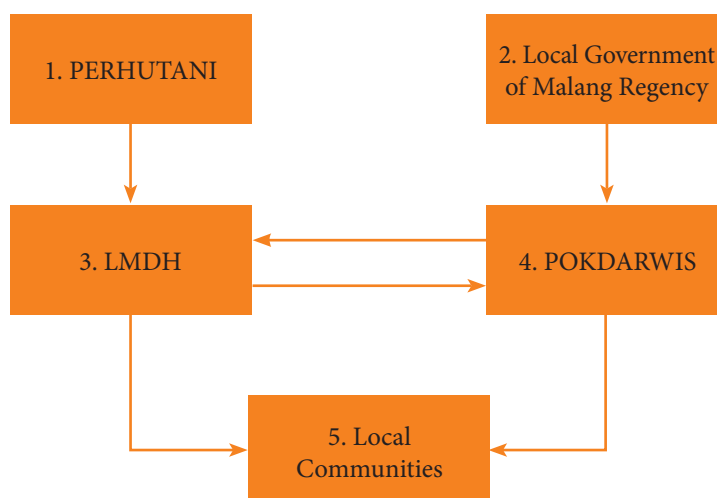 1. PERHUTANI
2. Local Government
of Malang Regency
3. LMDH
4. POKDARWIS
5. Local
Communities